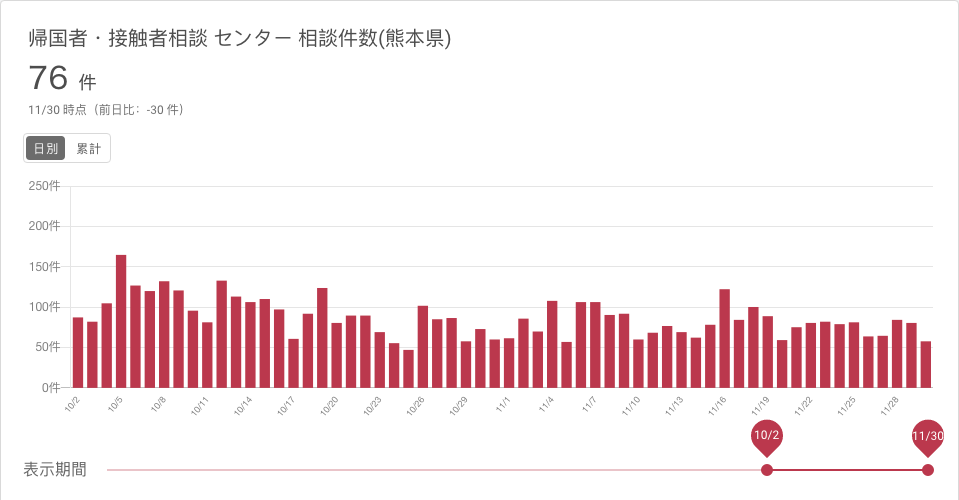 帰国者・接触者相談 センター 相談件数(熊本県)
76 件
11/30 時点（前日比：-30 件）
日別 累計
250件
200件
150件
100件
50件
0件
10/2 10/5 10/8 10/11 10/14 10/17 10/20 10/23 10/26 10/29 11/1 11/4 11/7 11/10 11/13 11/16 11/19 11/22 11/25 11/28
10/2 11/30
表示期間